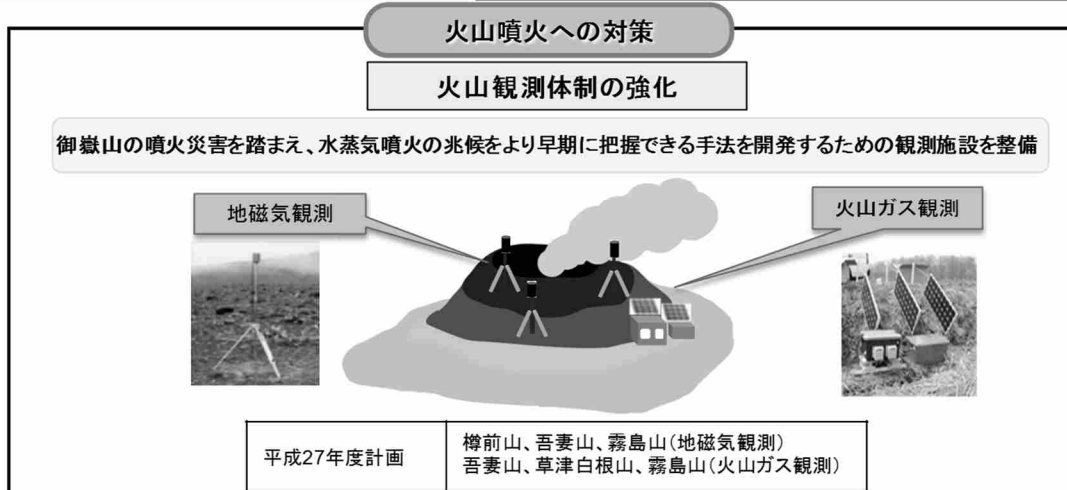 火山噴火への対策
火山観測体制の強化
御嶽山の噴火災害を踏まえ、水蒸気噴火の兆候をより早期に把握できる手法を開発するための観測施設を整備
地磁気観測
火山ガス観測
平成27年度計画
樽前山、吾妻山、霧島山(地磁気観測)
吾妻山、草津白根山、霧島山(火山ガス観測)